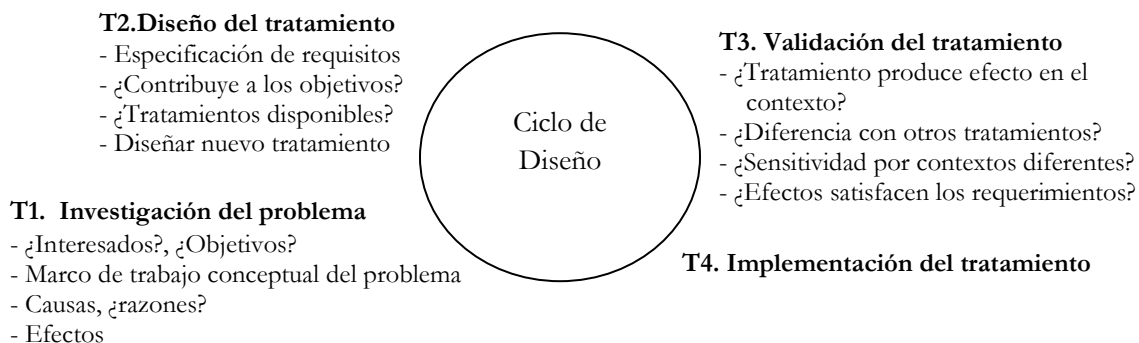 T2.Diseño del tratamiento
- Especificación de requisitos
- ¿Contribuye a los objetivos?
- ¿Tratamientos disponibles?
- Diseñar nuevo tratamiento
Ciclo de
Diseño
T3. Validación del tratamiento
- ¿Tratamiento produce efecto en el
contexto?
- ¿Diferencia con otros tratamientos?
- ¿Sensitividad por contextos diferentes?
- ¿Efectos satisfacen los requerimientos?
T1. Investigación del problema
- ¿Interesados?, ¿Objetivos?
- Marco de trabajo conceptual del problema
- Causas, ¿razones?
- Efectos
T4. Implementación del tratamiento